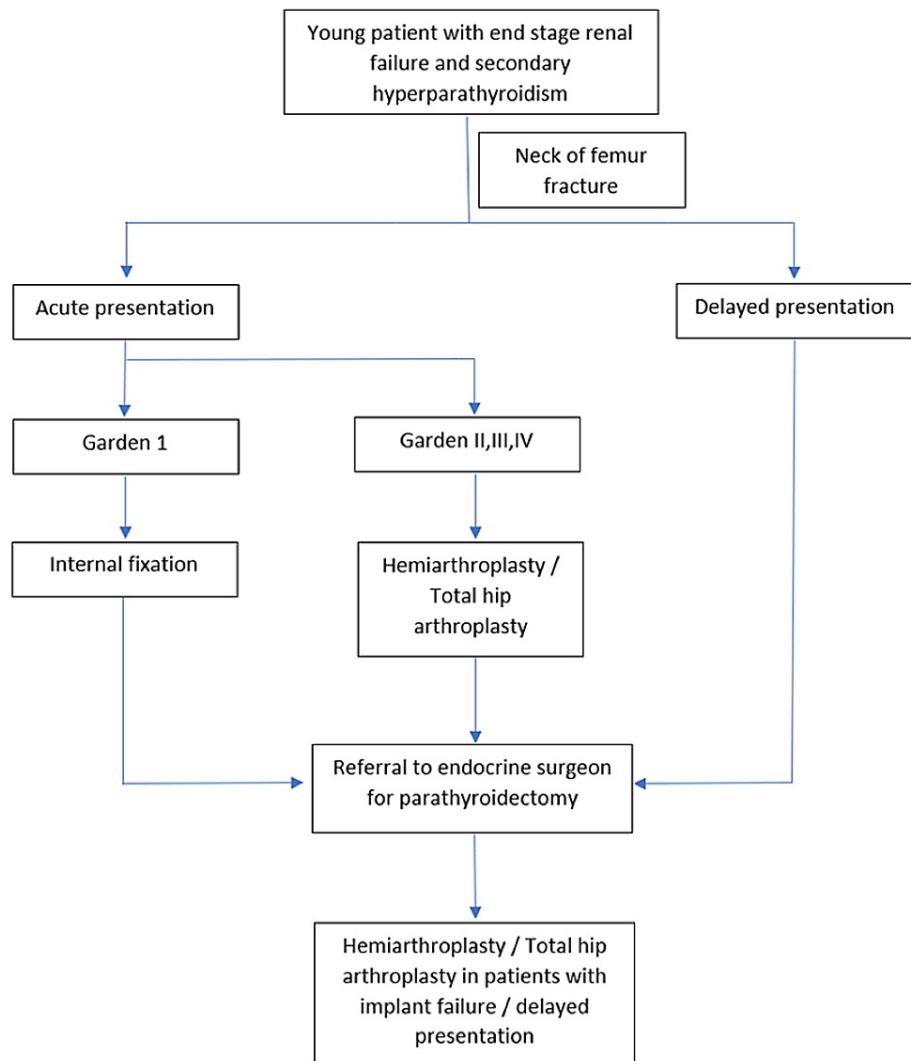 Young patient with end stage renal
failure and secondary
hyperparathyroidism
Neck of femur
fracture
Acute presentation
Delayed presentation
Garden 1
Garden II,III,IV
Internal fixation
Hemiarthroplasty /
Total hip
arthroplasty
Referral to endocrine surgeon
for parathyroidectomy
Hemiarthroplasty / Total hip
arthroplasty in patients with
implant failure / delayed
presentation